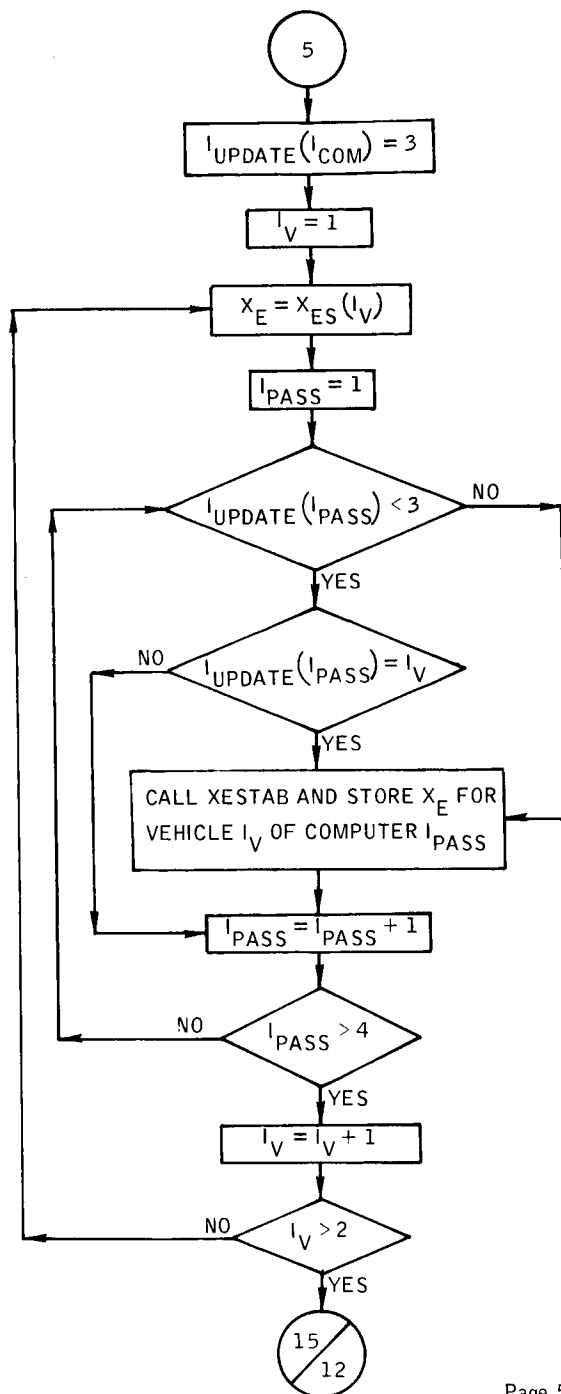 5
I_UPDATE(I_COM) = 3
I_V = 1
X_E = X_ES(I_V)
I_PASS = 1
I_UPDATE(I_PASS) < 3
NO
YES
I_UPDATE(I_PASS) = I_V
NO
YES
CALL XESTAB AND STORE X_E FOR
VEHICLE I_V OF COMPUTER I_PASS
I_PASS = I_PASS + 1
I_PASS > 4
NO
YES
I_V = I_V + 1
I_V > 2
NO
YES
15
12
Page 5